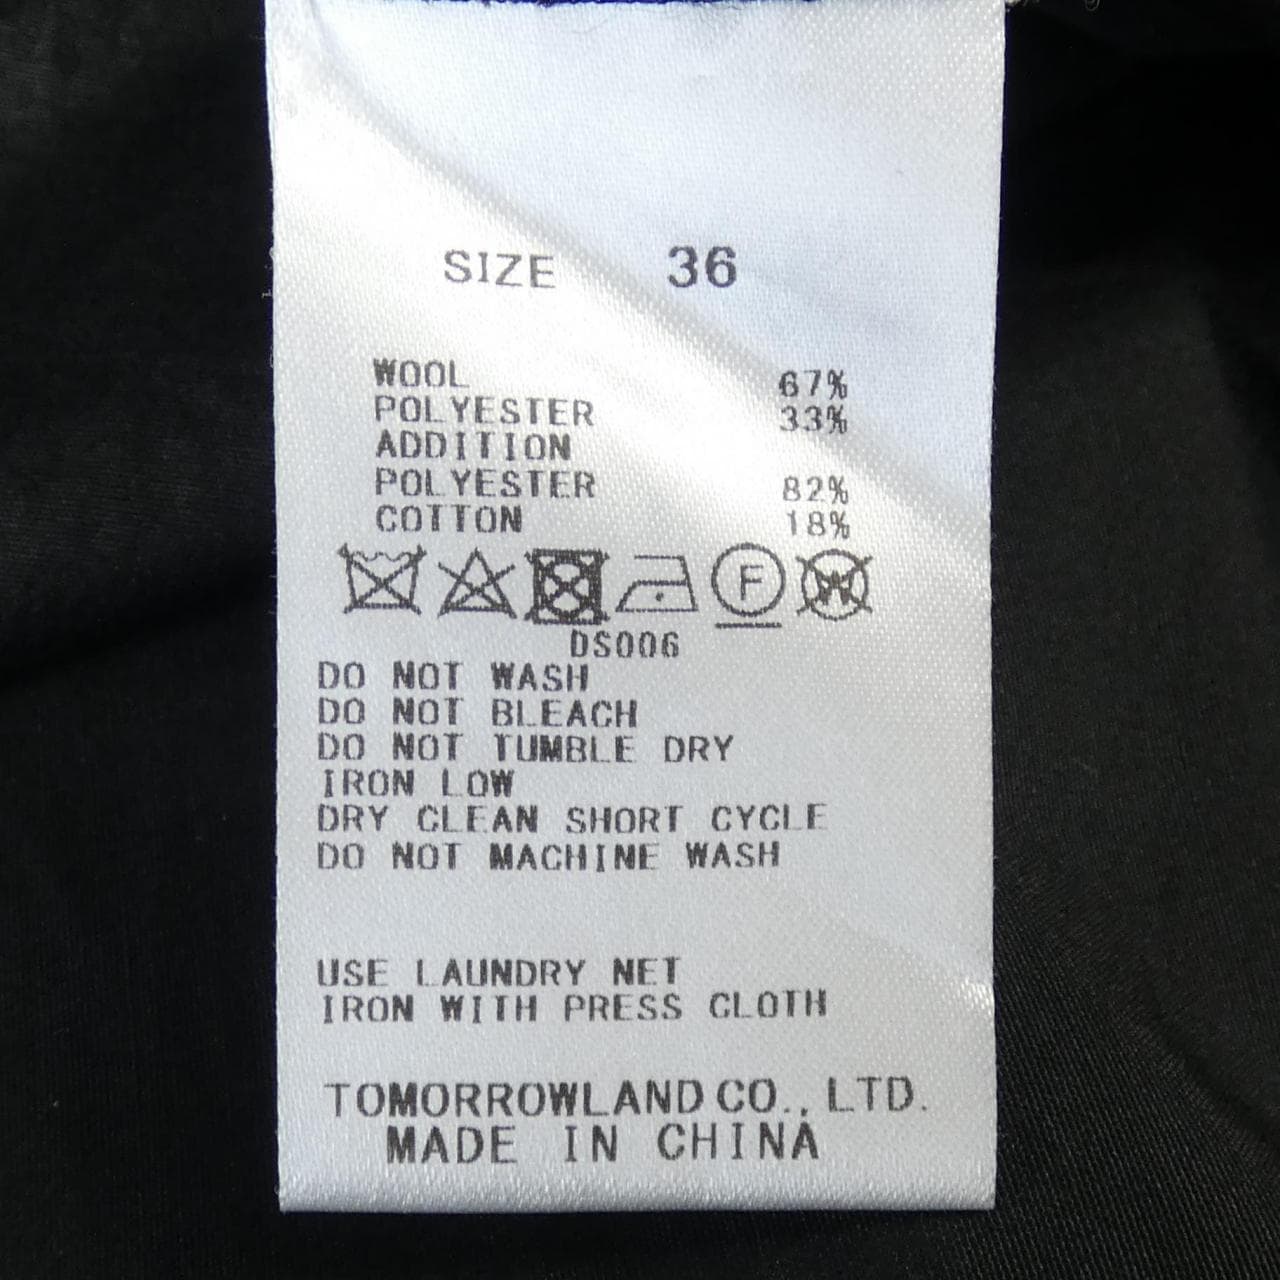 SIZE 36
WOOL 67%
POLYESTER 33%
ADDITION
POLYESTER 82%
COTTON 18%
F W
DS006
DO NOT WASH
DO NOT BLEACH
DO NOT TUMBLE DRY
IRON LOW
DRY CLEAN SHORT CYCLE
DO NOT MACHINE WASH
USE LAUNDRY NET
IRON WITH PRESS CLOTH
TOMORROWLAND CO., LTD.
MADE IN CHINA